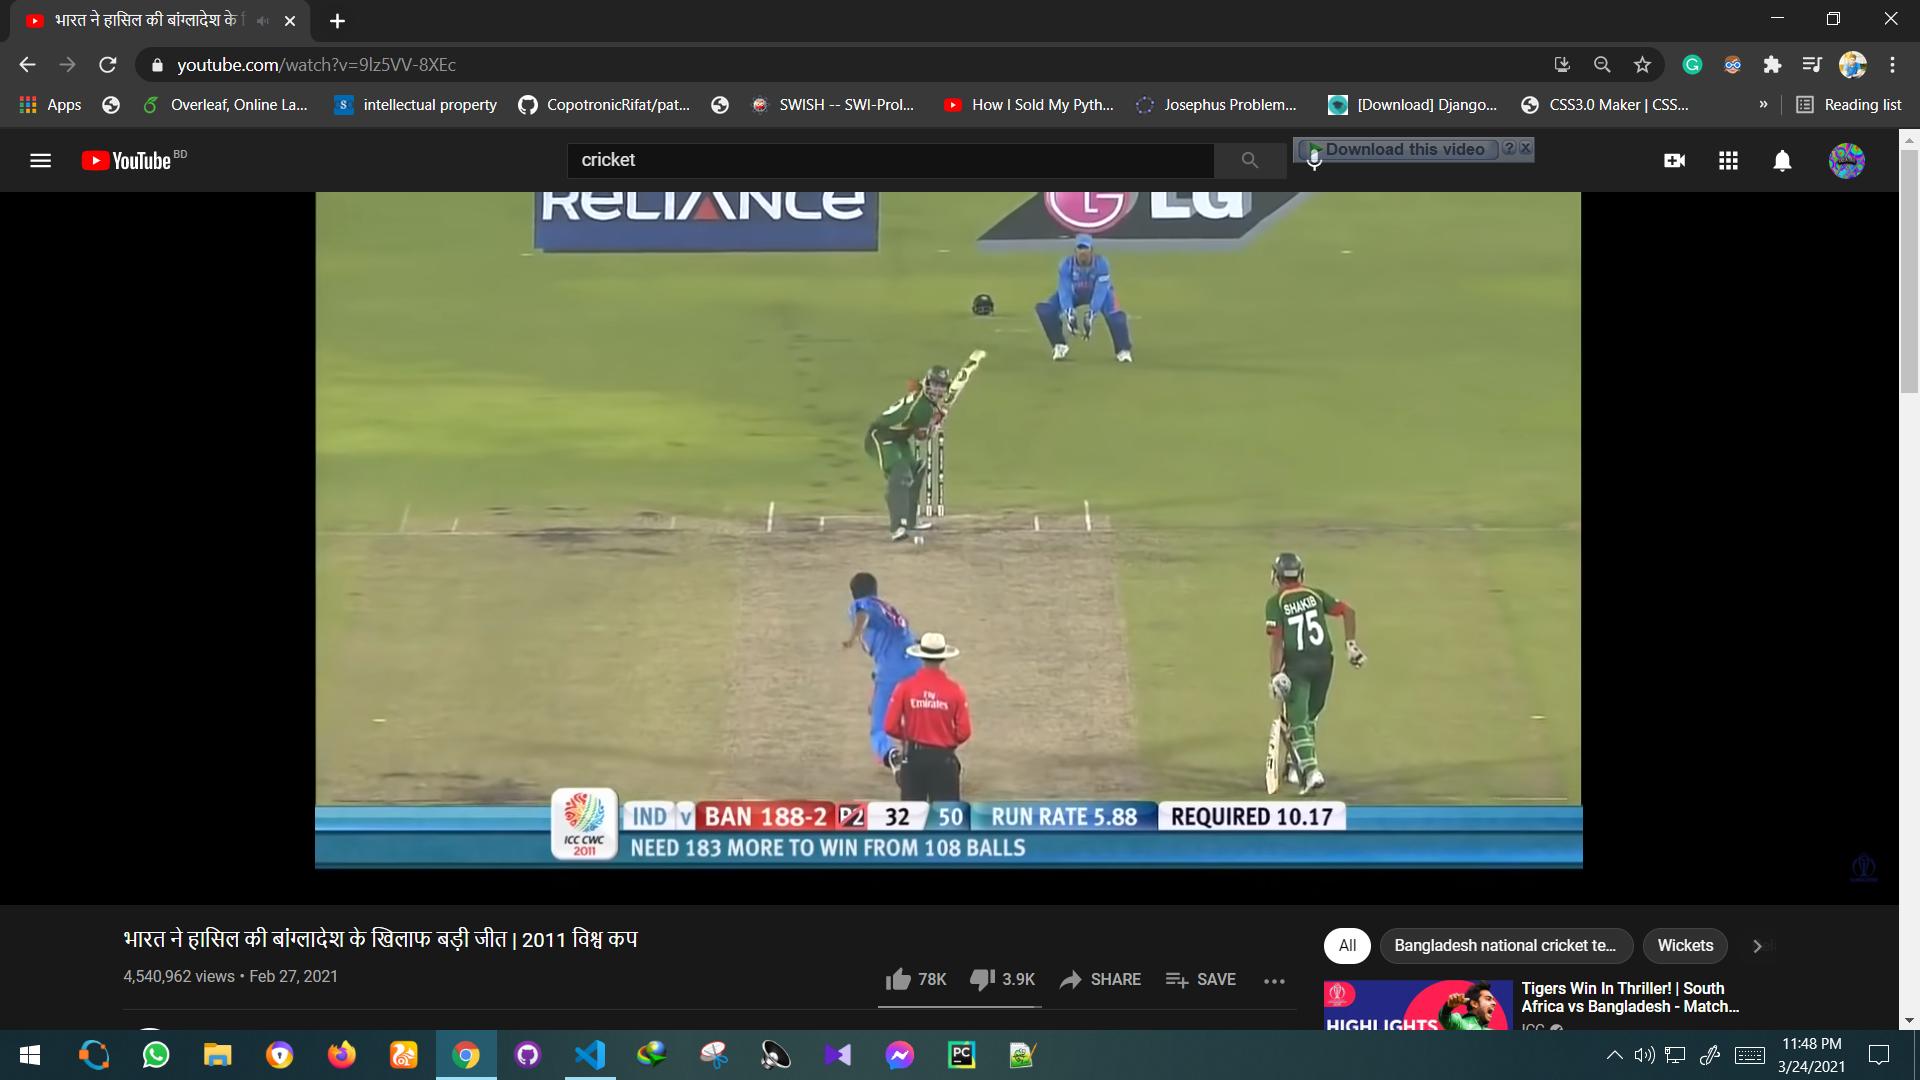 भारत ने हासिल की बांग्लादेश के
youtube.com/watch?v=9lz5VV-8XEc
Apps
Overleaf, Online La...
intellectual property
CopotronicRifat/pat...
SWISH -- SWI-Prol...
How I Sold My Pyth...
Josephus Problem...
[Download] Django...
CSS3.0 Maker | CSS...
»
Reading list
YouTube BD
cricket
Download this video
RELIANCE
LG
SHAKIB
75
Fly
Emirates
IND v BAN 188-2 P2 32 50 RUN RATE 5.88 REQUIRED 10.17
ICC CWC
2011
NEED 183 MORE TO WIN FROM 108 BALLS
भारत ने हासिल की बांग्लादेश के खिलाफ बड़ी जीत | 2011 विश्व कप
4,540,962 views • Feb 27, 2021
78K
3.9K
SHARE
SAVE
All
Bangladesh national cricket te...
Wickets
HIGHLIGHTS
Tigers Win In Thriller! | South
Africa vs Bangladesh - Match...
ICC
PC
11:48 PM
3/24/2021